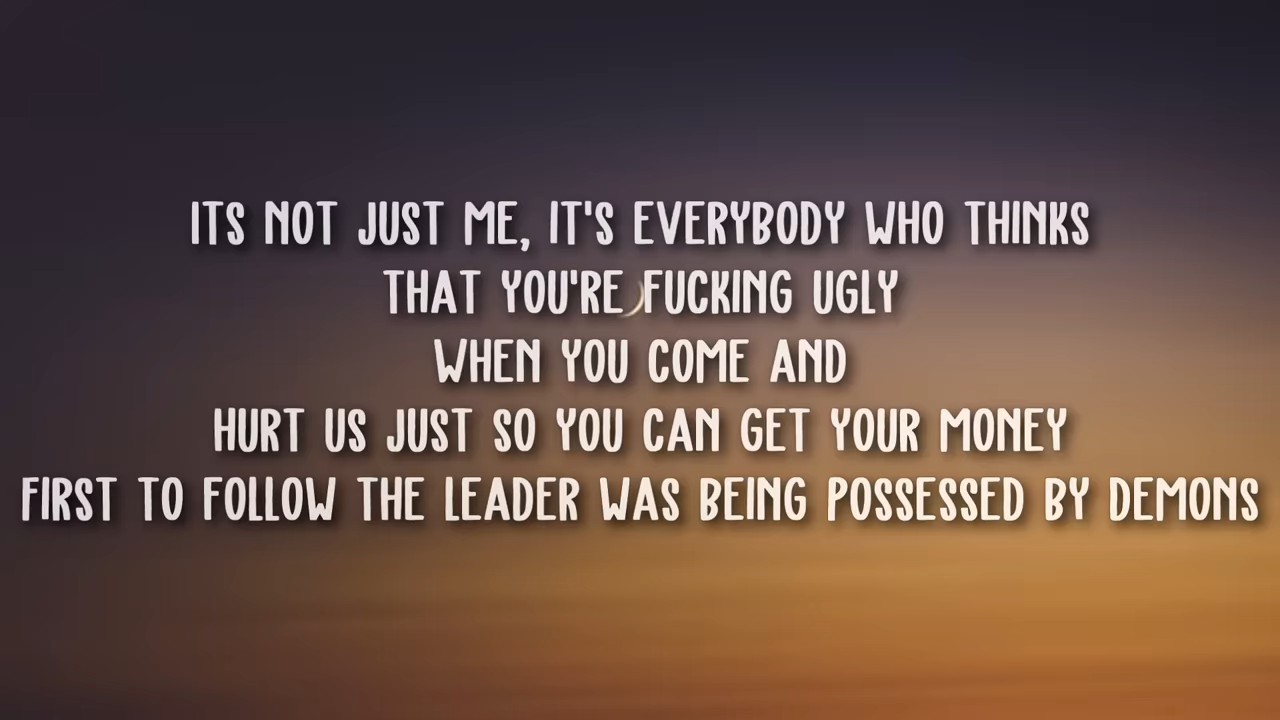 ITS NOT JUST ME, IT'S EVERYBODY WHO THINKS
THAT YOU'RE FUCKING UGLY
WHEN YOU COME AND
HURT US JUST SO YOU CAN GET YOUR MONEY
FIRST TO FOLLOW THE LEADER WAS BEING POSSESSED BY DEMONS